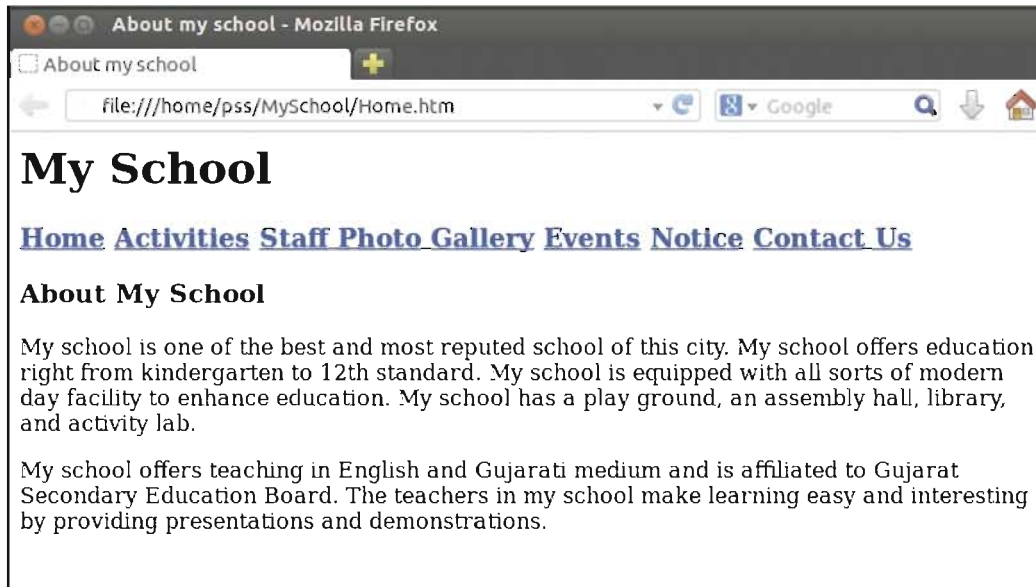 About my school - Mozilla Firefox
About my school
file:///home/pss/MySchool/Home.htm
Google
My School
Home Activities Staff Photo Gallery Events Notice Contact Us
About My School
My school is one of the best and most reputed school of this city. My school offers education
right from kindergarten to 12th standard. My school is equipped with all sorts of modern
day facility to enhance education. My school has a play ground, an assembly hall, library,
and activity lab.
My school offers teaching in English and Gujarati medium and is affiliated to Gujarat
Secondary Education Board. The teachers in my school make learning easy and interesting
by providing presentations and demonstrations.